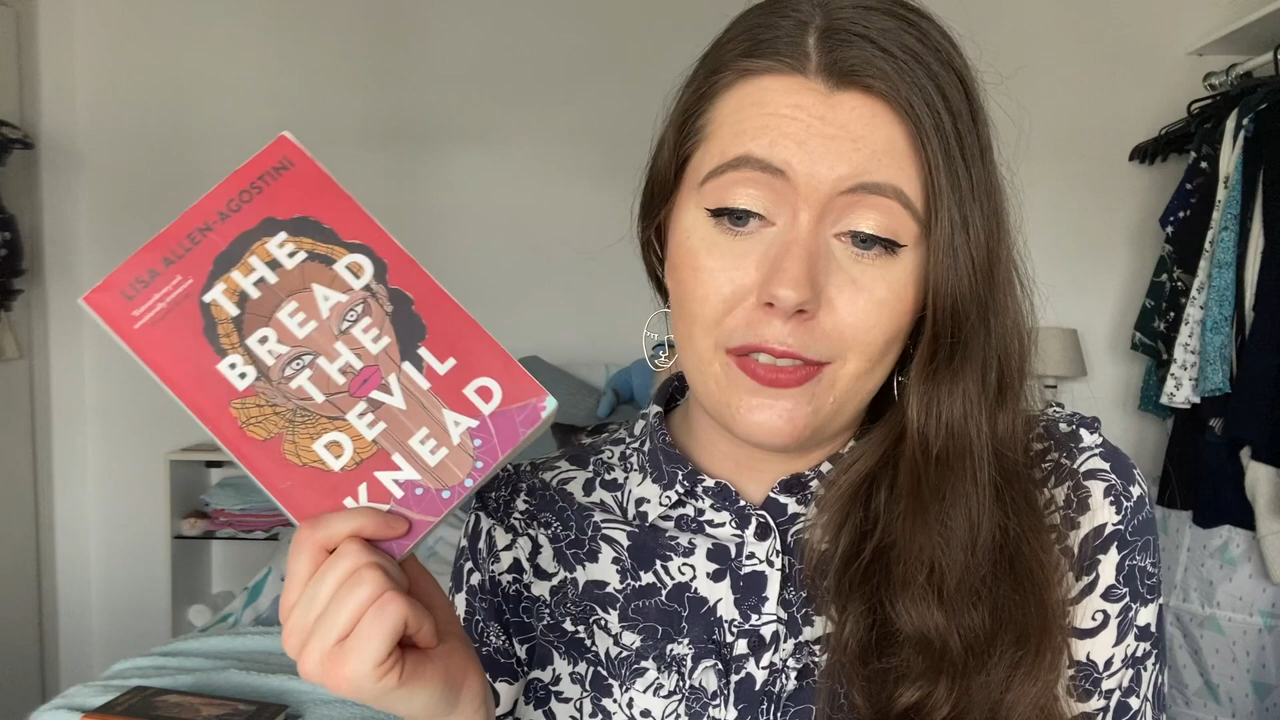 LISA ALLEN-AGOSTINI
THE
BREAD
THE
DEVIL
KNEAD